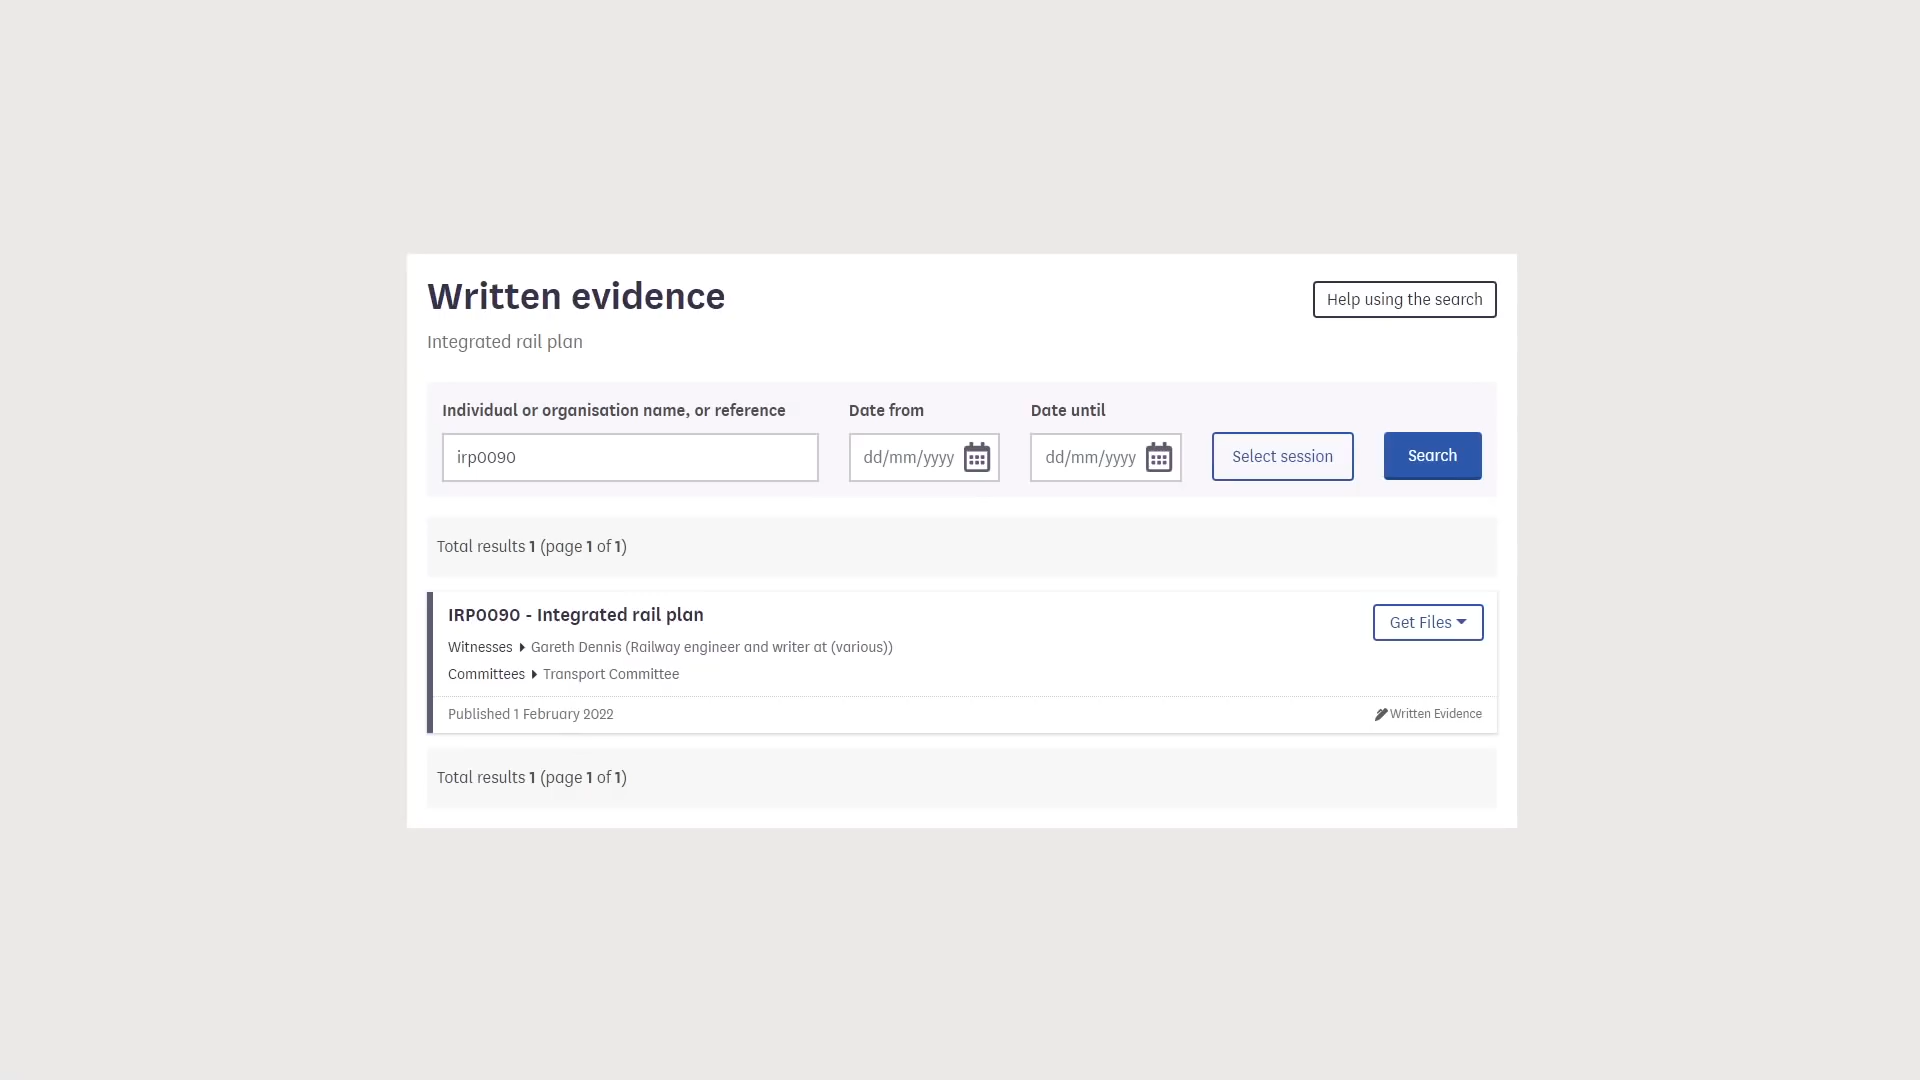 Written evidence
Help using the search
Integrated rail plan
Individual or organisation name, or reference
Date from
Date until
irp0090
dd/mm/yyyy
dd/mm/yyyy
Select session
Search
Total results 1 (page 1 of 1)
IRP0090 - Integrated rail plan
Get Files
Witnesses Gareth Dennis (Railway engineer and writer at (various))
Committees Transport Committee
Published 1 February 2022
Written Evidence
Total results 1 (page 1 of 1)